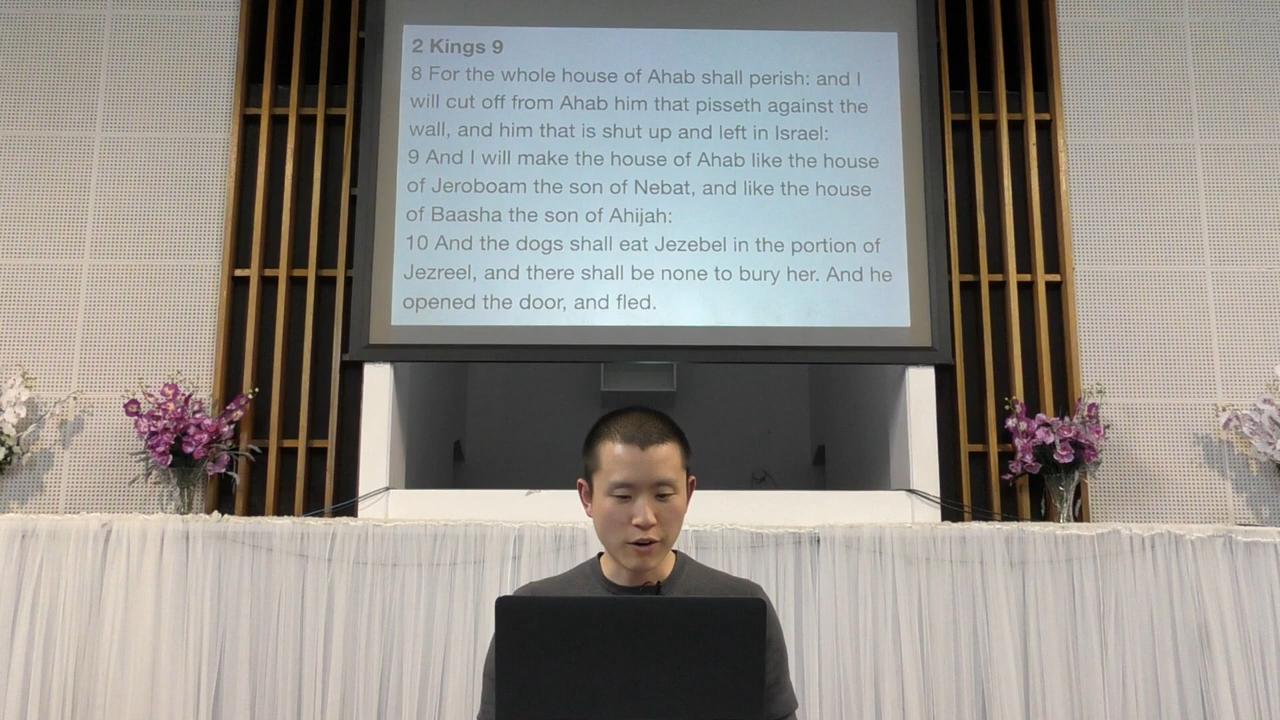 2 Kings 9
8 For the whole house of Ahab shall perish: and I
will cut off from Ahab him that pisseth against the
wall, and him that is shut up and left in Israel:
9 And I will make the house of Ahab like the house
of Jeroboam the son of Nebat, and like the house
of Baasha the son of Ahijah:
10 And the dogs shall eat Jezebel in the portion of
Jezreel, and there shall be none to bury her. And he
opened the door, and fled.